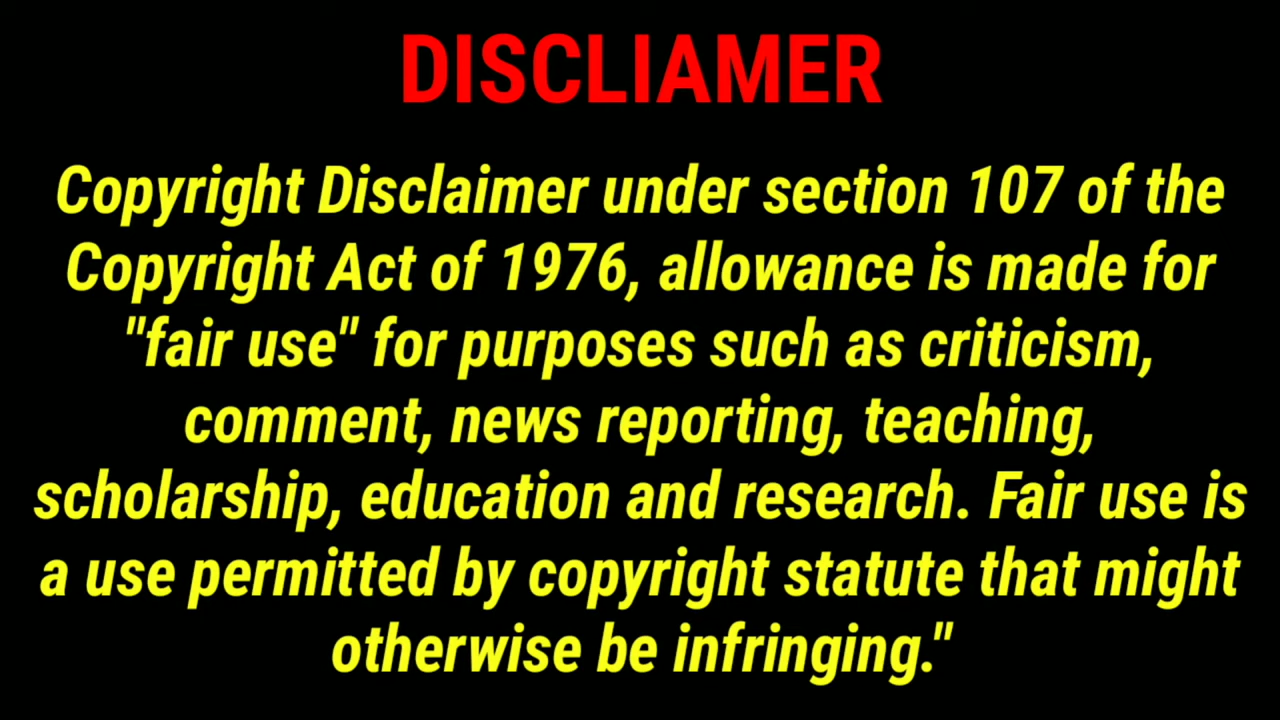 DISCLIAMER
Copyright Disclaimer under section 107 of the
Copyright Act of 1976, allowance is made for
"fair use" for purposes such as criticism,
comment, news reporting, teaching,
scholarship, education and research. Fair use is
a use permitted by copyright statute that might
otherwise be infringing."